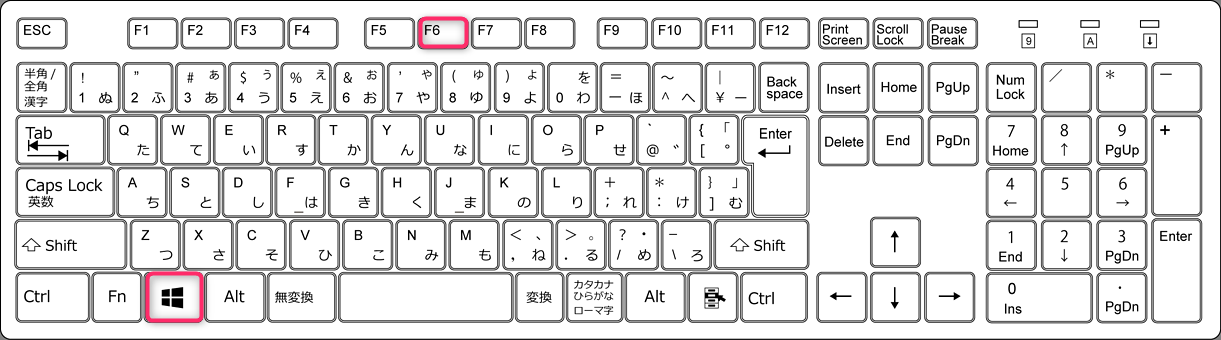 ESC F1 F2 F3 F4 F5 F6 F7 F8 F9 F10 F11 F12 Print Screen Scroll Lock Pause Break 9 A ⬇
半角/全角 漢字 ! 1 ぬ " 2 ふ # ぁ 3 あ $ ぅ 4 う % ぇ 5 え & ぉ 6 お ' ゃ 7 や ( ゅ 8 ゆ ) ょ 9 よ を 0 わ = － ほ ～ ^ へ | ￥ ー Back space Insert Home PgUp Num Lock ／ ＊ －
Tab Q た W て E い R す T か Y ん U な I に O ら P せ ` @ ゛ { 「 [ ° Enter Delete End PgDn 7 Home 8 ↑ 9 PgUp +
Caps Lock 英数 A ち S と D し F _ は G き H く J _ ま K の L り + ; れ * : け } 」 ] む 4 ← 5 6 →
Shift Z つ X さ C そ V ひ B こ N み M も < 、 , ね > 。 . る ? ・ / め _ \ ろ Shift ↑ 1 End 2 ↓ 3 PgDn Enter
Ctrl Fn Alt 無変換 変換 カタカナ ひらがな ローマ字 Alt Ctrl ← ↓ → 0 Ins . PgDn